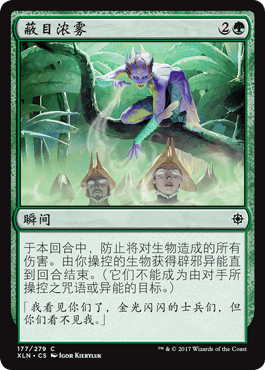 蔽目浓雾 2
瞬间
于本回合中，防止将对生物造成的所有
伤害。由你操控的生物获得辟邪异能直
到回合结束。（它们不能成为由对手所
操控之咒语或异能的目标。）
「我看见你们了，金光闪闪的士兵们，但
你们看不见我。」
177/279 C
XLN • CS IGOR KIERYLUK
™ & © 2017 Wizards of the Coast